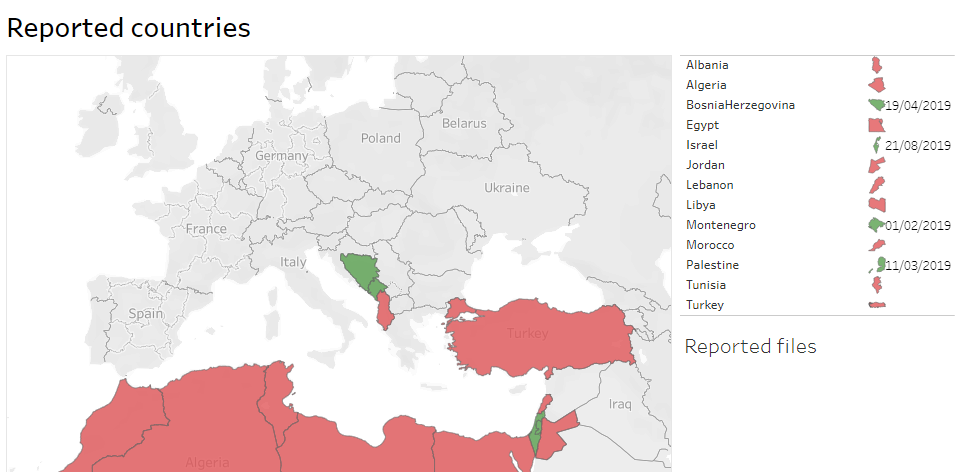 Reported countries
Belarus
Poland
Germany
Ukraine
France
Italy
Spain
Turkey
Iraq
Algeria
Albania
Algeria
BosniaHerzegovina 19/04/2019
Egypt
Israel 21/08/2019
Jordan
Lebanon
Libya
Montenegro 01/02/2019
Morocco
Palestine 11/03/2019
Tunisia
Turkey
Reported files